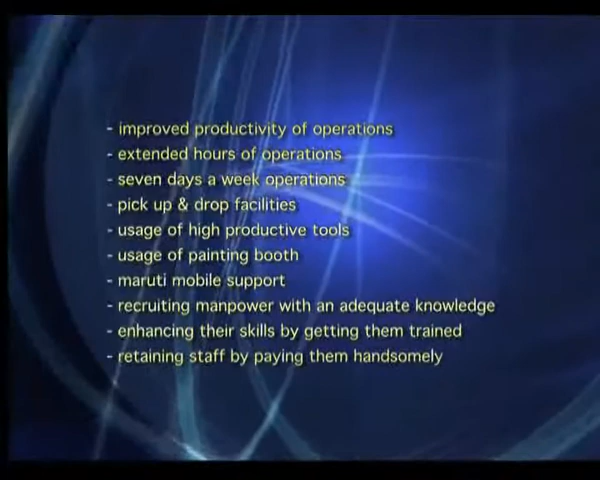 - improved productivity of operations
- extended hours of operations
- seven days a week operations
- pick up & drop facilities
- usage of high productive tools
- usage of painting booth
- maruti mobile support
- recruiting manpower with an adequate knowledge
- enhancing their skills by getting them trained
- retaining staff by paying them handsomely